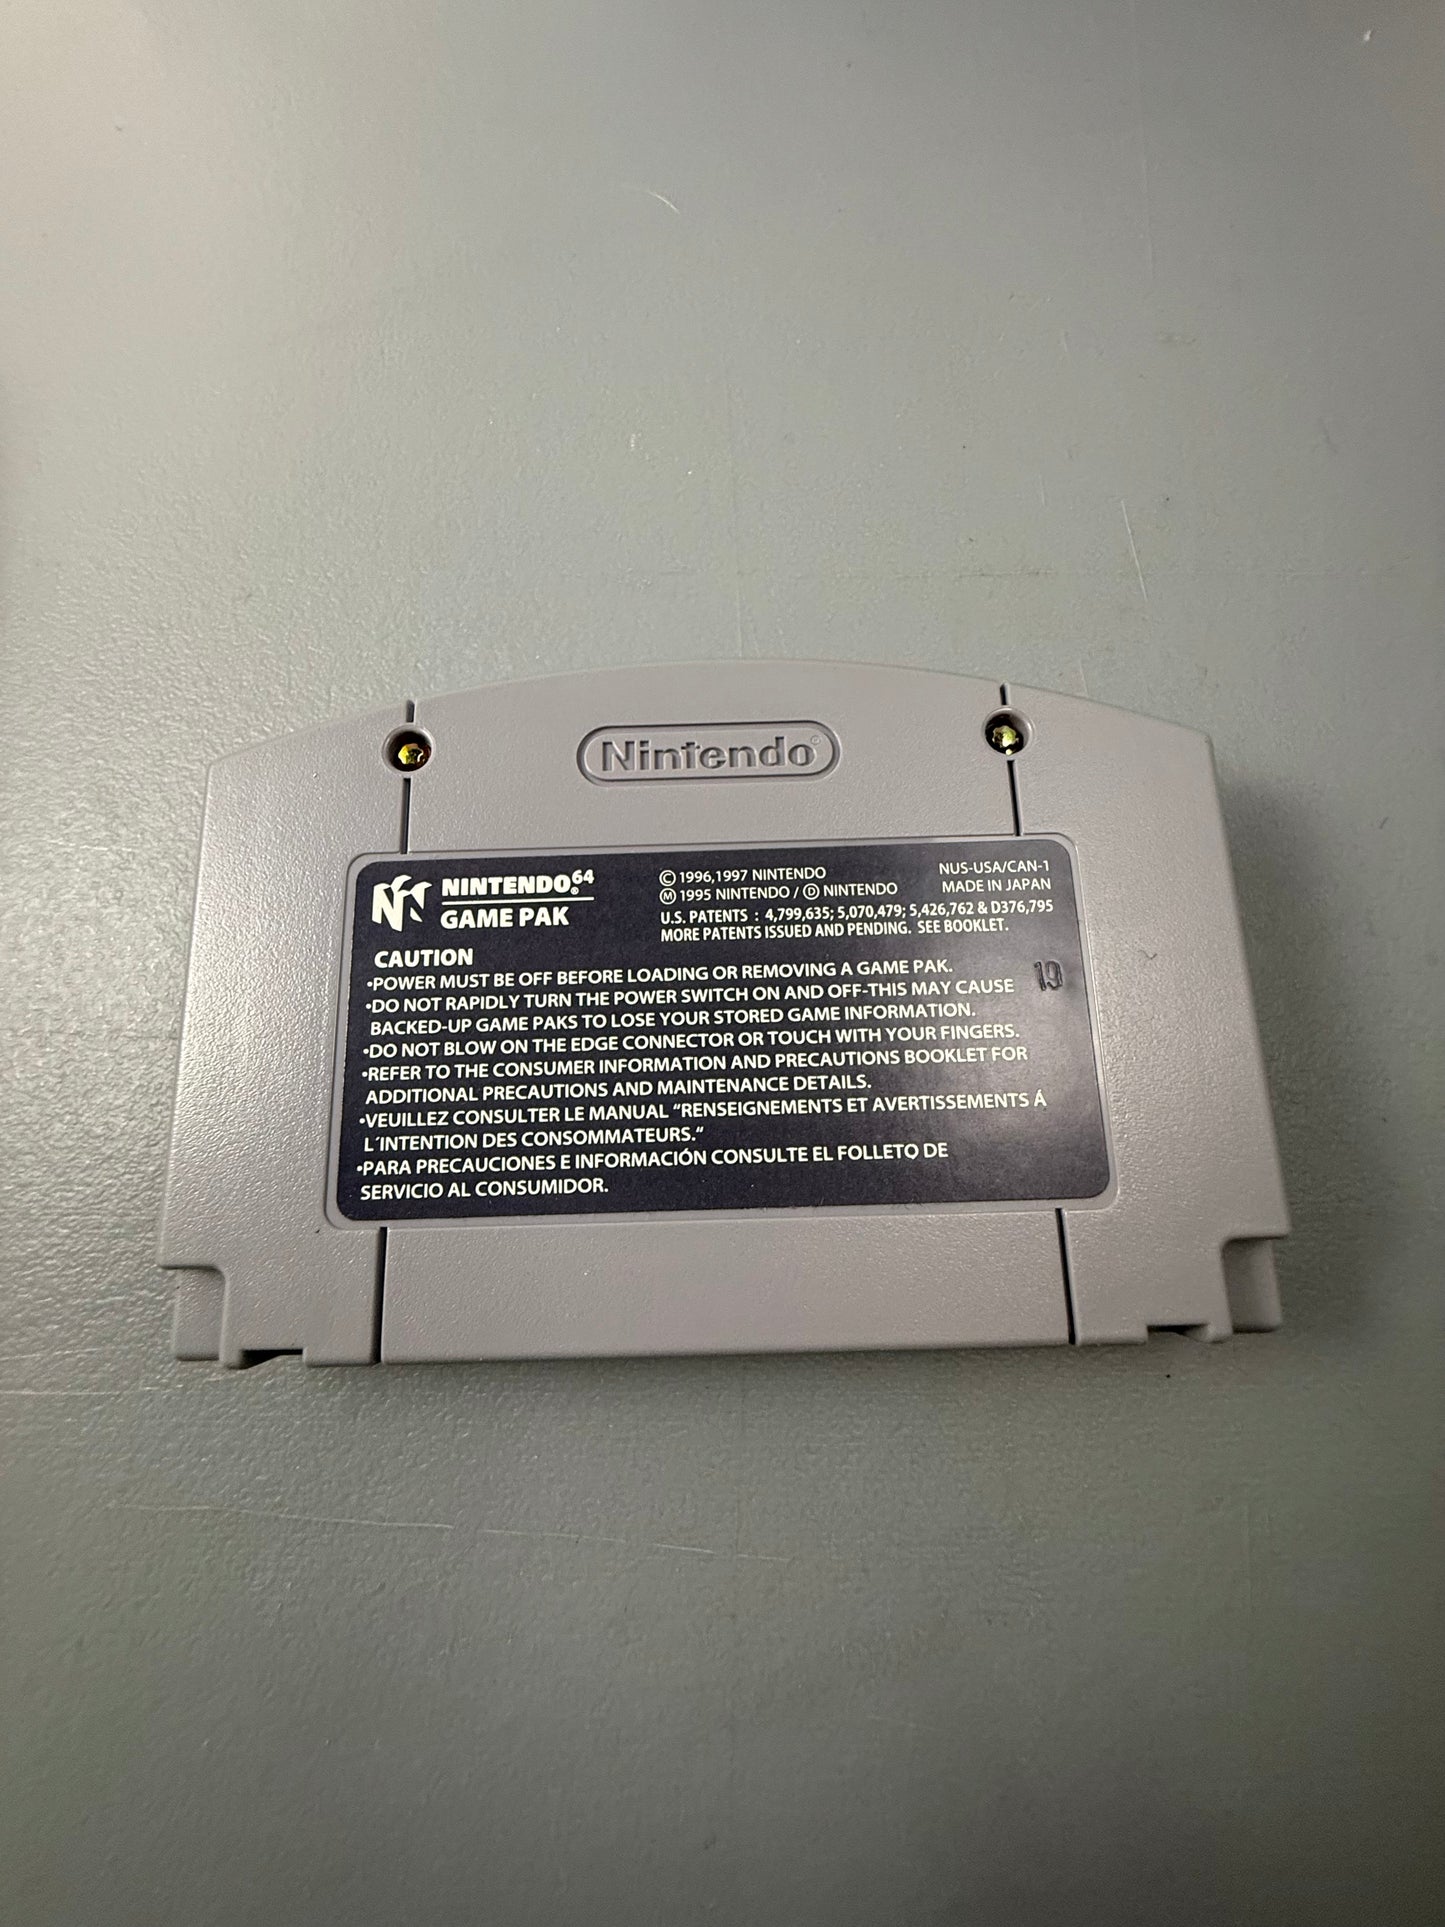 Nintendo®
NINTENDO⁶⁴®
GAME PAK
© 1996,1997 NINTENDO
Ⓜ 1995 NINTENDO / Ⓓ NINTENDO
NUS-USA/CAN-1
MADE IN JAPAN
U.S. PATENTS : 4,799,635; 5,070,479; 5,426,762 & D376,795
MORE PATENTS ISSUED AND PENDING. SEE BOOKLET.
CAUTION
•POWER MUST BE OFF BEFORE LOADING OR REMOVING A GAME PAK.
•DO NOT RAPIDLY TURN THE POWER SWITCH ON AND OFF-THIS MAY CAUSE
BACKED-UP GAME PAKS TO LOSE YOUR STORED GAME INFORMATION.
•DO NOT BLOW ON THE EDGE CONNECTOR OR TOUCH WITH YOUR FINGERS.
•REFER TO THE CONSUMER INFORMATION AND PRECAUTIONS BOOKLET FOR
ADDITIONAL PRECAUTIONS AND MAINTENANCE DETAILS.
•VEUILLEZ CONSULTER LE MANUAL "RENSEIGNEMENTS ET AVERTISSEMENTS Á
L'INTENTION DES CONSOMMATEURS."
•PARA PRECAUCIONES E INFORMACIÓN CONSULTE EL FOLLETO DE
SERVICIO AL CONSUMIDOR.